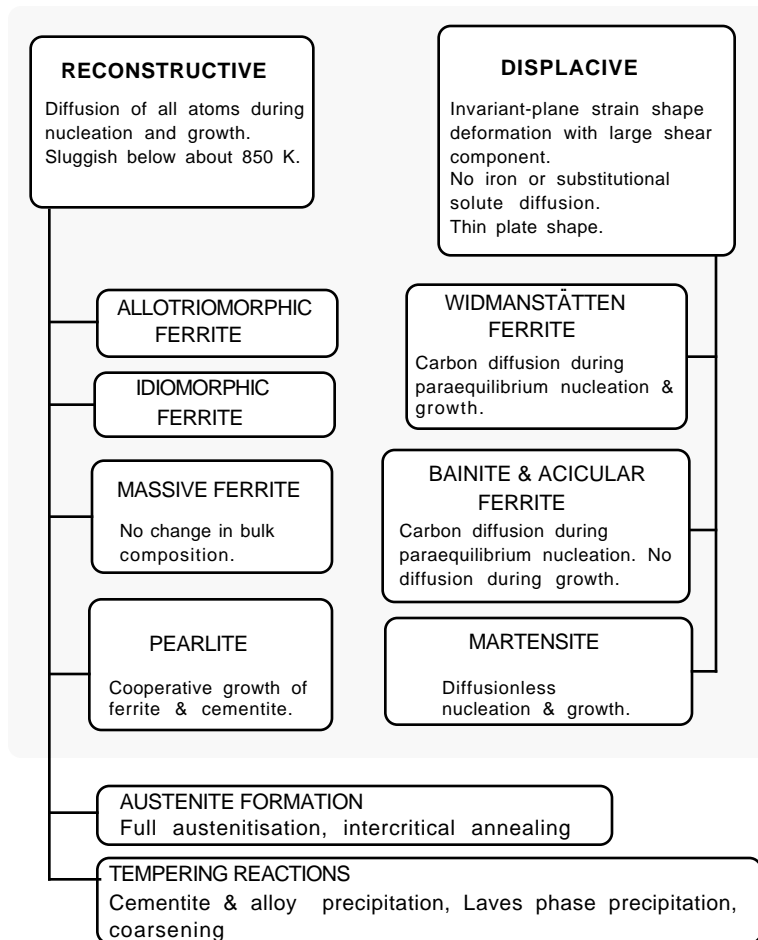 RECONSTRUCTIVE
Diffusion of all atoms during
nucleation and growth.
Sluggish below about 850 K.
ALLOTRIOMORPHIC
FERRITE
IDIOMORPHIC
FERRITE
MASSIVE FERRITE
No change in bulk
composition.
PEARLITE
Cooperative growth of
ferrite & cementite.
DISPLACIVE
Invariant-plane strain shape
deformation with large shear
component.
No iron or substitutional
solute diffusion.
Thin plate shape.
WIDMANSTÄTTEN
FERRITE
Carbon diffusion during
paraequilibrium nucleation &
growth.
BAINITE & ACICULAR
FERRITE
Carbon diffusion during
paraequilibrium nucleation. No
diffusion during growth.
MARTENSITE
Diffusionless
nucleation & growth.
AUSTENITE FORMATION
Full austenitisation, intercritical annealing
TEMPERING REACTIONS
Cementite & alloy precipitation, Laves phase precipitation,
coarsening